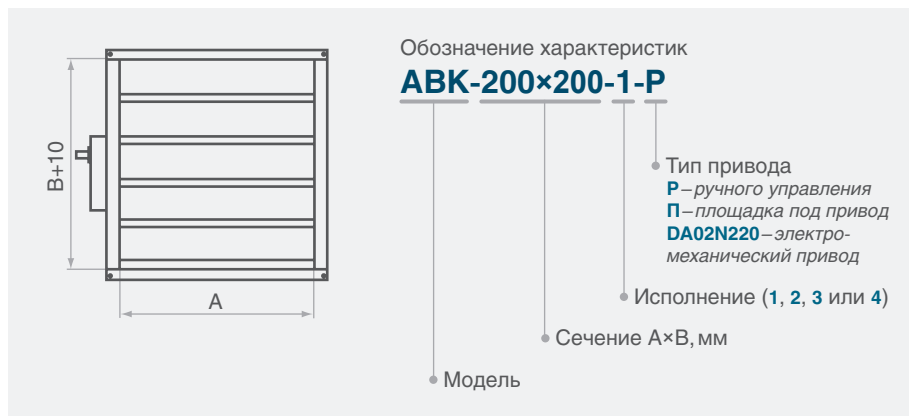 B+10
A
Обозначение характеристик
АВК-200×200-1-Р
Тип привода
Р–ручного управления
П–площадка под привод
DA02N220–электро-
механический привод
Исполнение (1, 2, 3 или 4)
Сечение А×В, мм
Модель